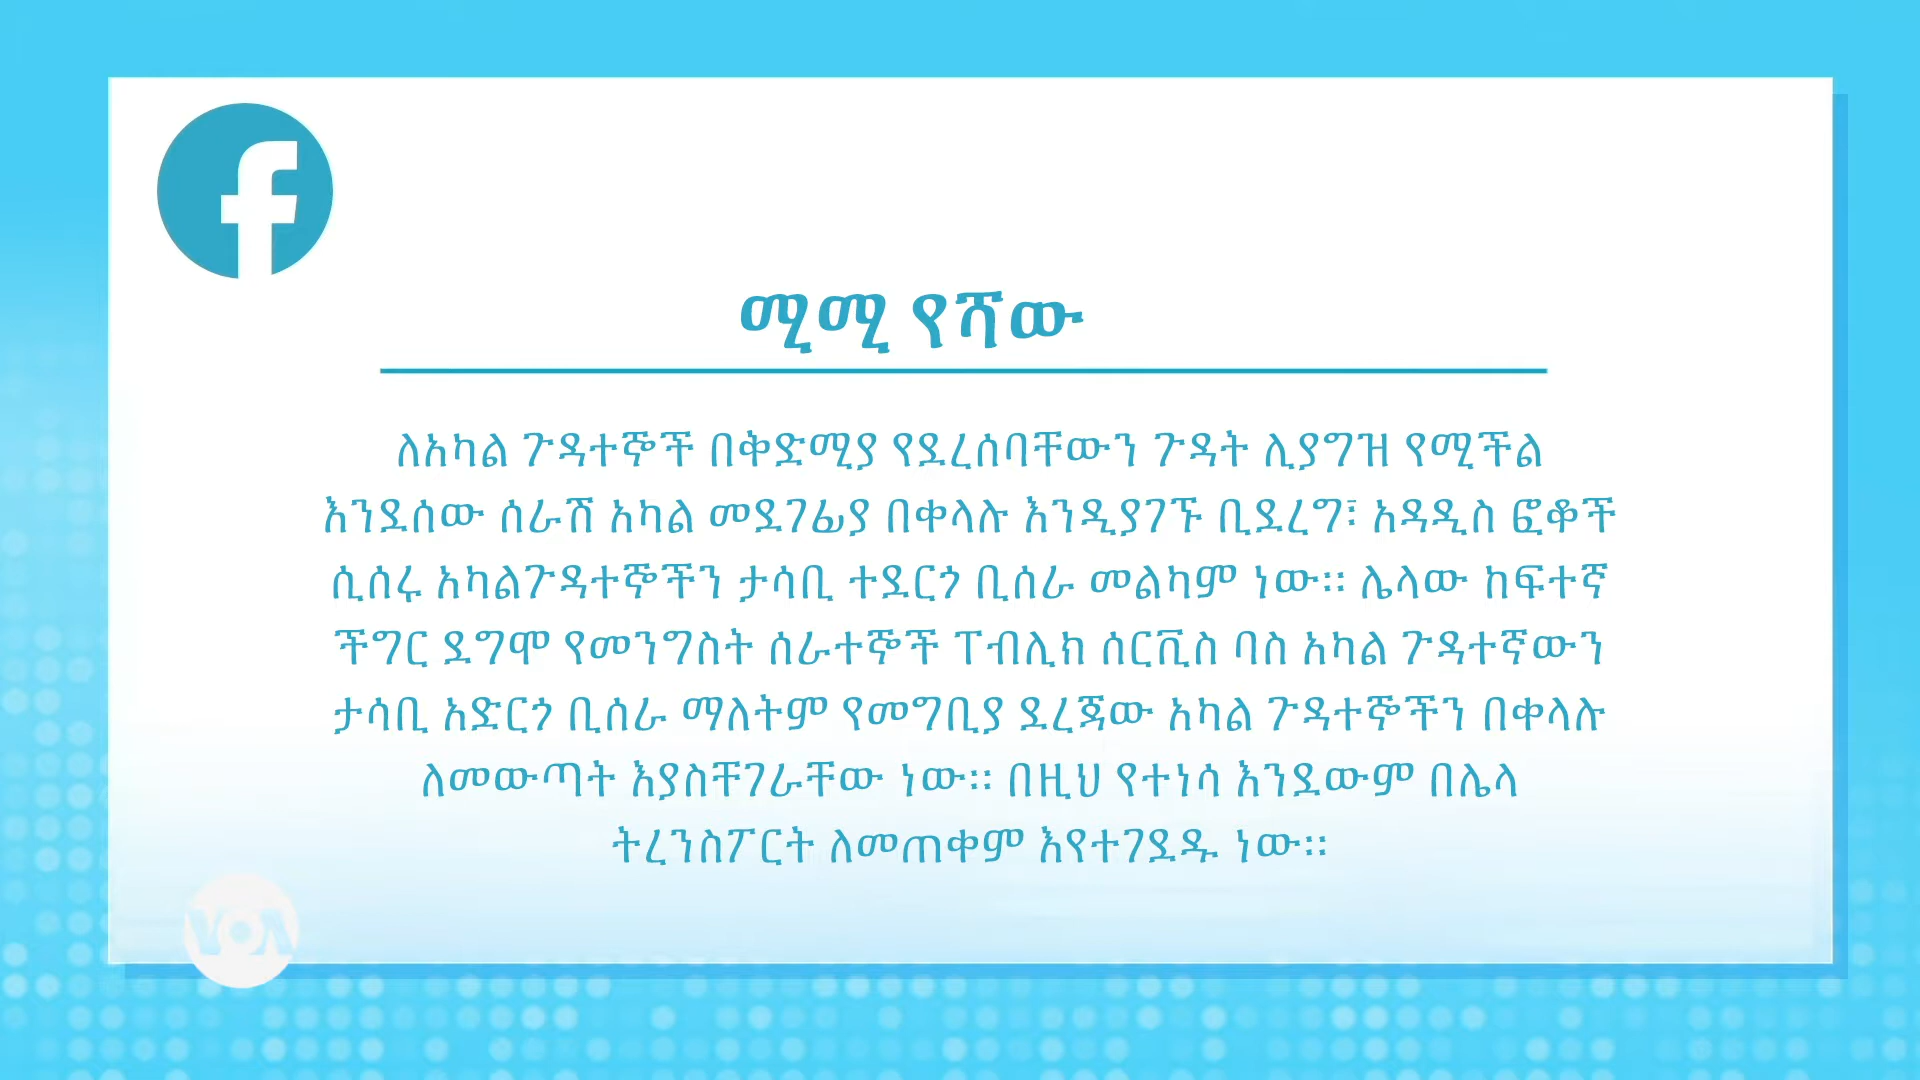 ሚሚ የሻው
ለአካል ጉዳተኞች በቅድሚያ የደረሰባቸውን ጉዳት ሊያግዝ የሚችል
እንደሰው ሰራሽ አካል መደገፊያ በቀላሉ እንዲያገኙ ቢደረግ፣ አዳዲስ ፎቆች
ሲሰሩ አካልጉዳተኞችን ታሳቢ ተደርጎ ቢሰራ መልካም ነው፡፡ ሌላው ከፍተኛ
ችግር ደግሞ የመንግስት ሰራተኞች ፐብሊክ ሰርቪስ ባስ አካል ጉዳተኛውን
ታሳቢ አድርጎ ቢሰራ ማለትም የመግቢያ ደረጃው አካል ጉዳተኞችን በቀላሉ
ለመውጣት እያስቸገራቸው ነው፡፡ በዚህ የተነሳ እንደውም በሌላ
ትረንስፖርት ለመጠቀም እየተገደዱ ነው፡፡
VOA